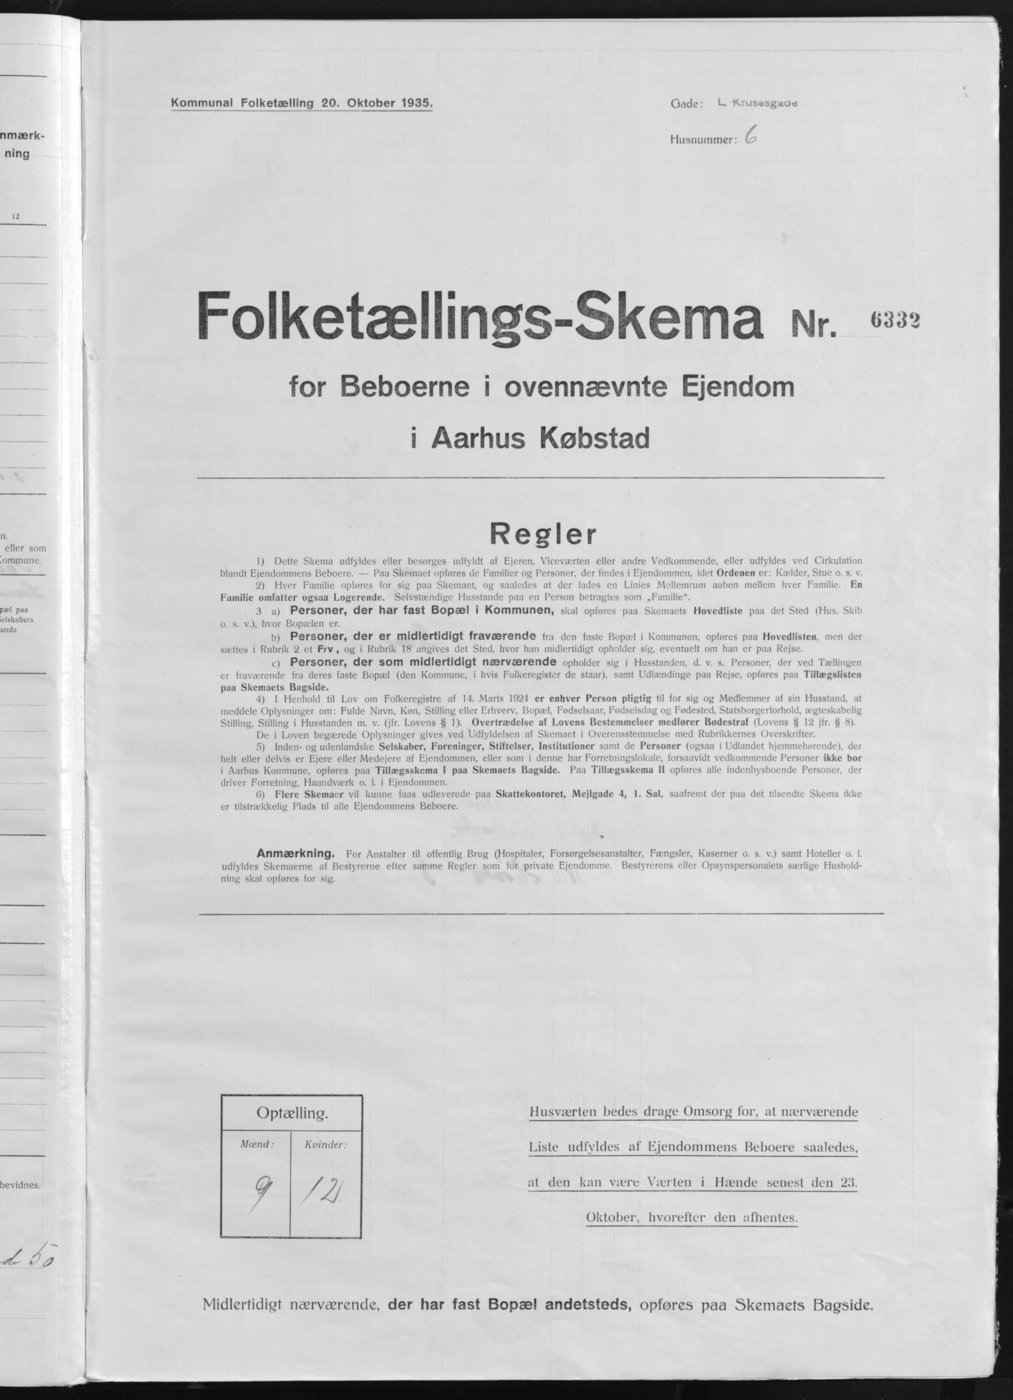 nmærk-
ning
12
n.
eller som
Commune.
pæl paa
Selskabers
ende
bevidnes.
de 50
Kommunal Folketælling 20. Oktober 1935.
Gade: L Krusesgade
Husnummer: 6
Folketællings-Skema Nr. 6332
for Beboerne i ovennævnte Ejendom
i Aarhus Købstad
Regler
1) Dette Skema udfyldes eller besørges udfyldt af Ejeren, Viceværten eller andre Vedkommende, eller udfyldes ved Cirkulation
blandt Ejendommens Beboere. — Paa Skemaet opføres de Familier og Personer, der findes i Ejendommen, idet Ordenen er: Kælder, Stue o. s. v.
2) Hver Familie opføres for sig paa Skemaet, og saaledes at der lades en Linies Mellemrum aaben mellem hver Familie. En
Familie omfatter ogsaa Logerende. Selvstændige Husstande paa en Person betragtes som „Familie“.
3 a) Personer, der har fast Bopæl i Kommunen, skal opføres paa Skemaets Hovedliste paa det Sted (Hus, Skib
o. s. v.), hvor Bopælen er.
b) Personer, der er midlertidigt fraværende fra den faste Bopæl i Kommunen, opføres paa Hovedlisten, men der
sættes i Rubrik 2 et Frv, og i Rubrik 18 angives det Sted, hvor han midlertidigt opholder sig, eventuelt om han er paa Rejse.
c) Personer, der som midlertidigt nærværende opholder sig i Husstanden, d. v. s. Personer, der ved Tællingen
er fraværende fra deres faste Bopæl (den Kommune, i hvis Folkeregister de staar), samt Udlændinge paa Rejse, opføres paa Tillægslisten
paa Skemaets Bagside.
4) I Henhold til Lov om Folkeregistre af 14. Marts 1924 er enhver Person pligtig til for sig og Medlemmer af sin Husstand, at
meddele Oplysninger om: Fulde Navn, Køn, Stilling eller Erhverv, Bopæl, Fødselsaar, Fødselsdag og Fødested, Statsborgerforhold, ægteskabelig
Stilling, Stilling i Husstanden m. v. (jfr. Lovens § 1). Overtrædelse af Lovens Bestemmelser medfører Bødestraf (Lovens § 12 jfr. § 8).
De i Loven begærede Oplysninger gives ved Udfyldelsen af Skemaet i Overensstemmelse med Rubrikkernes Overskrifter.
5) Inden- og udenlandske Selskaber, Foreninger, Stiftelser, Institutioner samt de Personer (ogsaa i Udlandet hjemmehørende), der
helt eller delvis er Ejere eller Medejere af Ejendommen, eller som i denne har Forretningslokale, forsaavidt vedkommende Personer ikke bor
i Aarhus Kommune, opføres paa Tillægsskema I paa Skemaets Bagside. Paa Tillægsskema II opføres alle indenbysboende Personer, der
driver Forretning, Haandværk o. l. i Ejendommen.
6) Flere Skemaer vil kunne faas udleverede paa Skattekontoret, Mejlgade 4, 1. Sal, saafremt der paa det tilsendte Skema ikke
er tilstrækkelig Plads til alle Ejendommens Beboere.
Anmærkning. For Anstalter til offentlig Brug (Hospitaler, Forsørgelsesanstalter, Fængsler, Kaserner o. s. v.) samt Hoteller o. l.
udfyldes Skemaerne af Bestyrerne efter samme Regler som for private Ejendomme. Bestyrerens eller Opsynspersonalets særlige Hushold-
ning skal opføres for sig.
Optælling.
Mænd: Kvinder:
9 12
Husværten bedes drage Omsorg for, at nærværende
Liste udfyldes af Ejendommens Beboere saaledes,
at den kan være Værten i Hænde senest den 23.
Oktober, hvorefter den afhentes.
Midlertidigt nærværende, der har fast Bopæl andetsteds, opføres paa Skemaets Bagside.